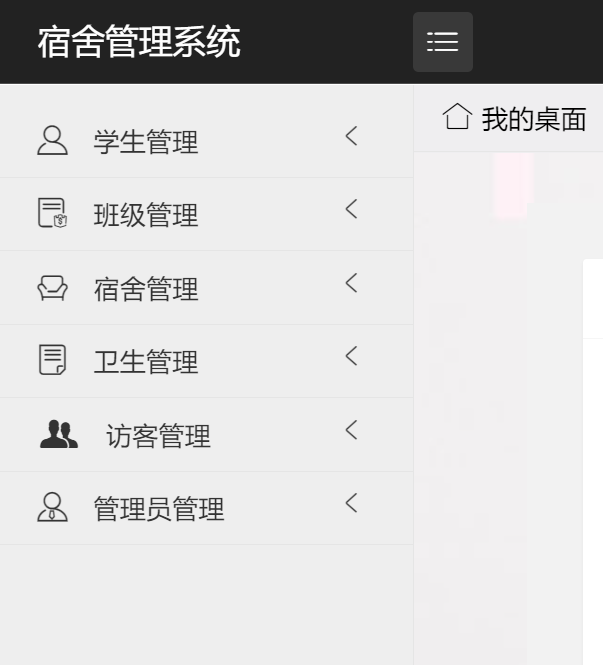 宿舍管理系统
我的桌面
学生管理
班级管理
宿舍管理
卫生管理
访客管理
管理员管理